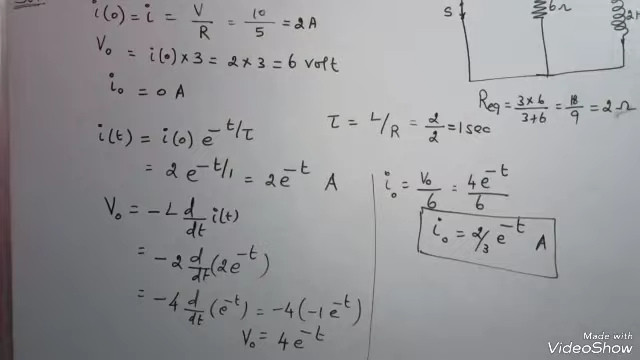 i(0) = i = V/R = 10/5 = 2A
V₀ = i(0) × 3 = 2 × 3 = 6 volt
i₀ = 0 A
i(t) = i(0) e^(-t/τ)
= 2 e^(-t/1) = 2e^(-t) A
V₀ = -L d/dt i(t)
= -2 d/dt (2e^(-t))
= -4 d/dt (e^(-t)) = -4(-1e^(-t))
V₀ = 4e^(-t)
S
6Ω
Req = (3×6)/(3+6) = 18/9 = 2Ω
τ = L/R = 2/2 = 1 sec
i₀ = V₀/6 = 4e^(-t)/6
i₀ = 2/3 e^(-t) A
Made with
VideoShow